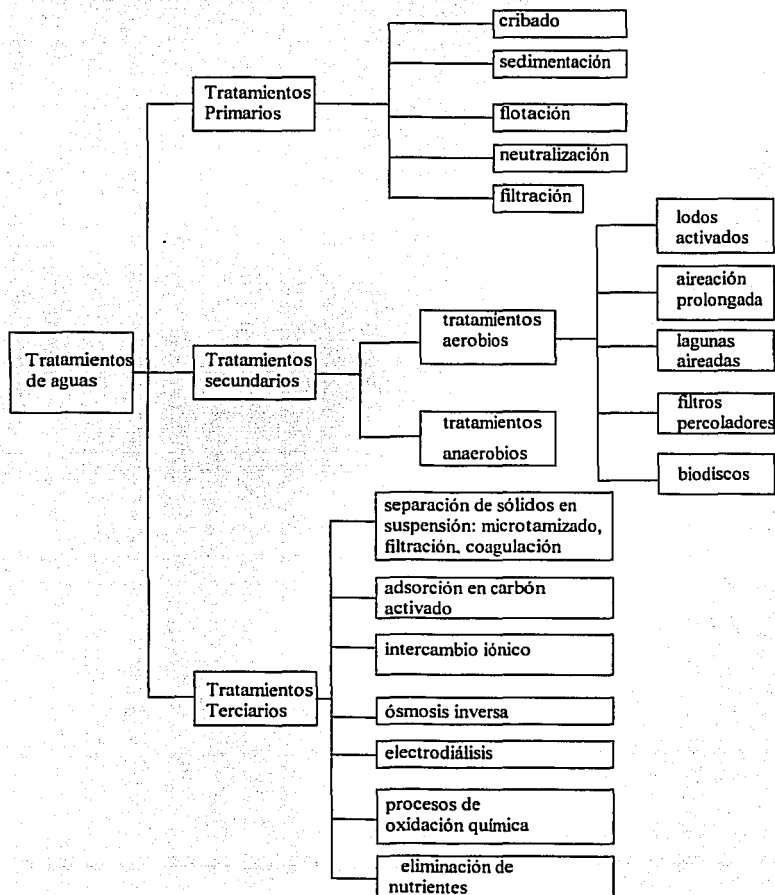 Tratamientos
de aguas
Tratamientos
Primarios
cribado
sedimentación
flotación
neutralización
filtración
Tratamientos
secundarios
tratamientos
aerobios
lodos
activados
aireación
prolongada
lagunas
aireadas
filtros
percoladores
biodiscos
tratamientos
anaerobios
Tratamientos
Terciarios
separación de sólidos en
suspensión: microtamizado,
filtración, coagulación
adsorción en carbón
activado
intercambio iónico
ósmosis inversa
electrodiálisis
procesos de
oxidación química
eliminación de
nutrientes